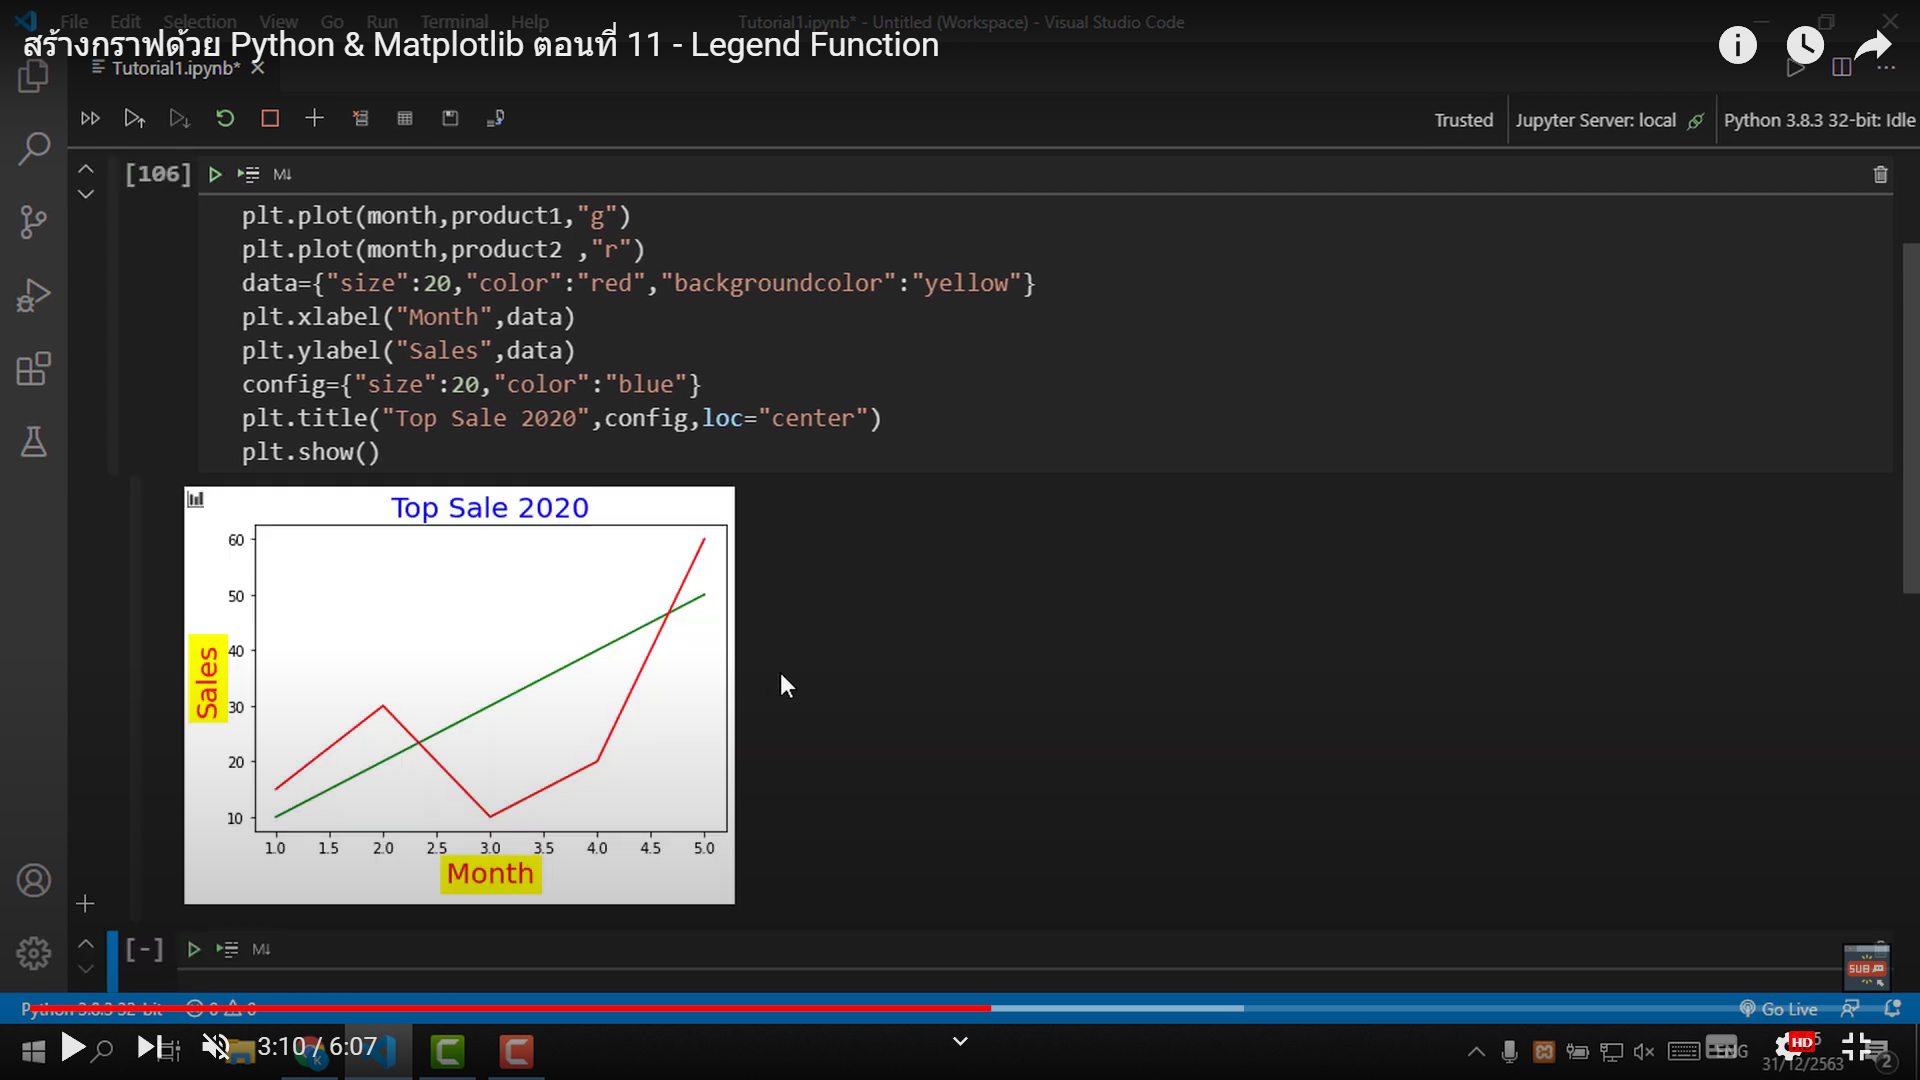 File Edit Selection View Go Run Terminal Help Tutorial1.ipynb* - Untitled (Workspace) - Visual Studio Code
สร้างกราฟด้วย Python & Matplotlib ตอนที่ 11 - Legend Function
Tutorial1.ipynb*
Trusted Jupyter Server: local Python 3.8.3 32-bit: Idle
[106] M↓
plt.plot(month,product1,"g")
plt.plot(month,product2 ,"r")
data={"size":20,"color":"red","backgroundcolor":"yellow"}
plt.xlabel("Month",data)
plt.ylabel("Sales",data)
config={"size":20,"color":"blue"}
plt.title("Top Sale 2020",config,loc="center")
plt.show()
Top Sale 2020
60
50
40
30
20
10
Sales
1.0 1.5 2.0 2.5 3.0 3.5 4.0 4.5 5.0
Month
[-] M↓
SUB
Python 3.8.3 32-bit 0 0 Go Live
3:10 / 6:07
ENG HD
31/12/2563 2